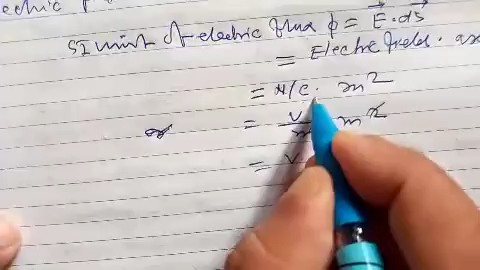 SI unit of electric flux φ = E⃗ · ds⃗
= Electric field ·
= N/C · m²
= V/m m²
= V.